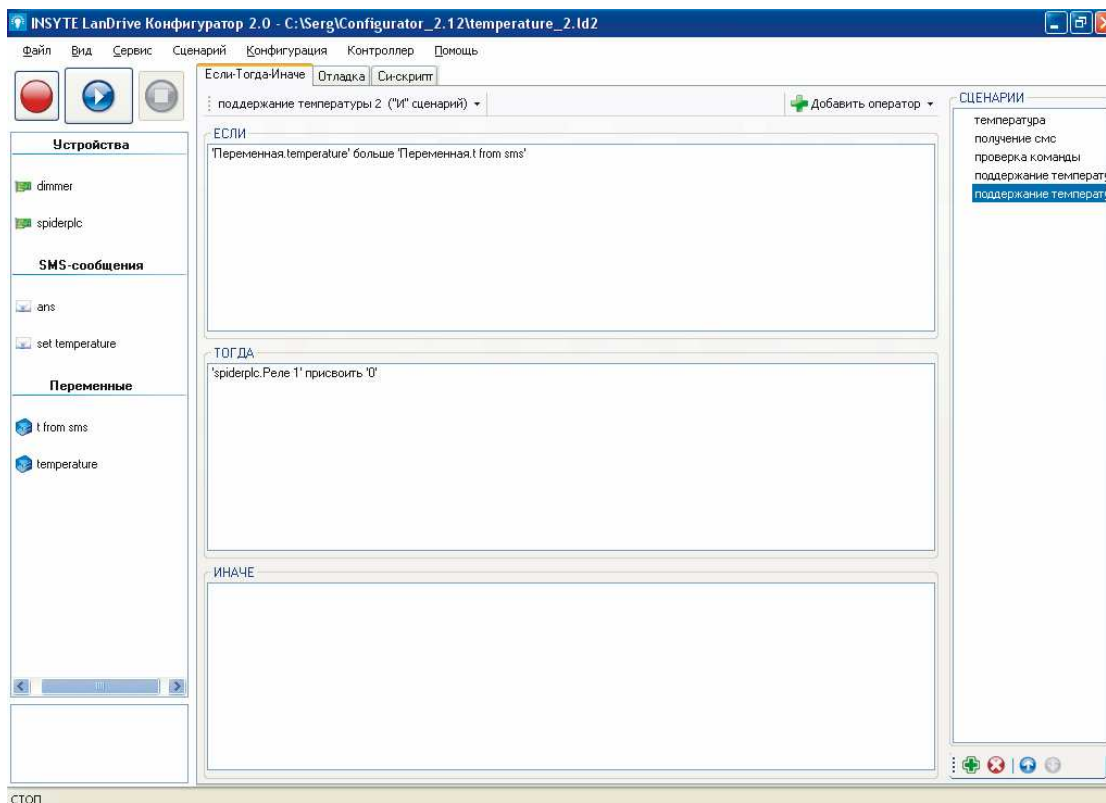 INSYTE LanDrive Конфигуратор 2.0 - C:\Serg\Configurator_2.12\temperature_2.ld2
Файл Вид Сервис Сценарий Конфигурация Контроллер Помощь
Если-Тогда-Иначе Отладка Си-скрипт
поддержание температуры 2 ("И" сценарий)
Добавить оператор
Устройства
dimmer
spiderplc
SMS-сообщения
ans
set temperature
Переменные
t from sms
temperature
ЕСЛИ
'Переменная.temperature' больше 'Переменная.t from sms'
ТОГДА
'spiderplc.Реле 1' присвоить '0'
ИНАЧЕ
СЦЕНАРИИ
температура
получение смс
проверка команды
поддержание температу
поддержание температу
СТОП